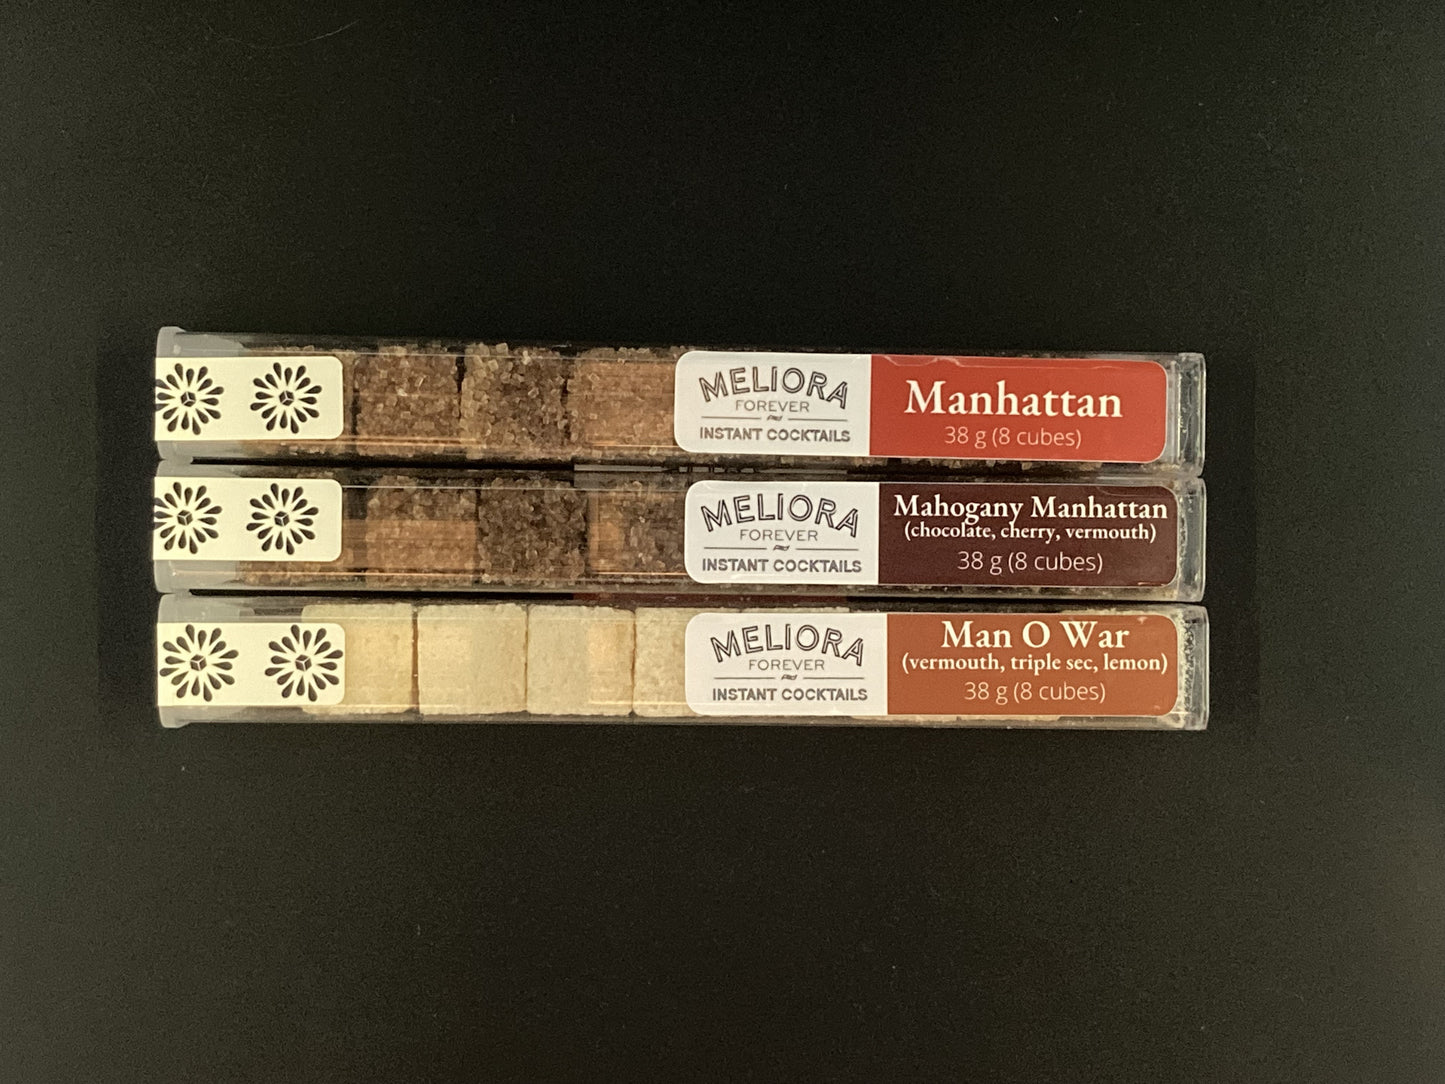 MELIORA
FOREVER
INSTANT COCKTAILS
Manhattan
38 g (8 cubes)
MELIORA
FOREVER
INSTANT COCKTAILS
Mahogany Manhattan
(chocolate, cherry, vermouth)
38 g (8 cubes)
MELIORA
FOREVER
INSTANT COCKTAILS
Man O War
(vermouth, triple sec, lemon)
38 g (8 cubes)